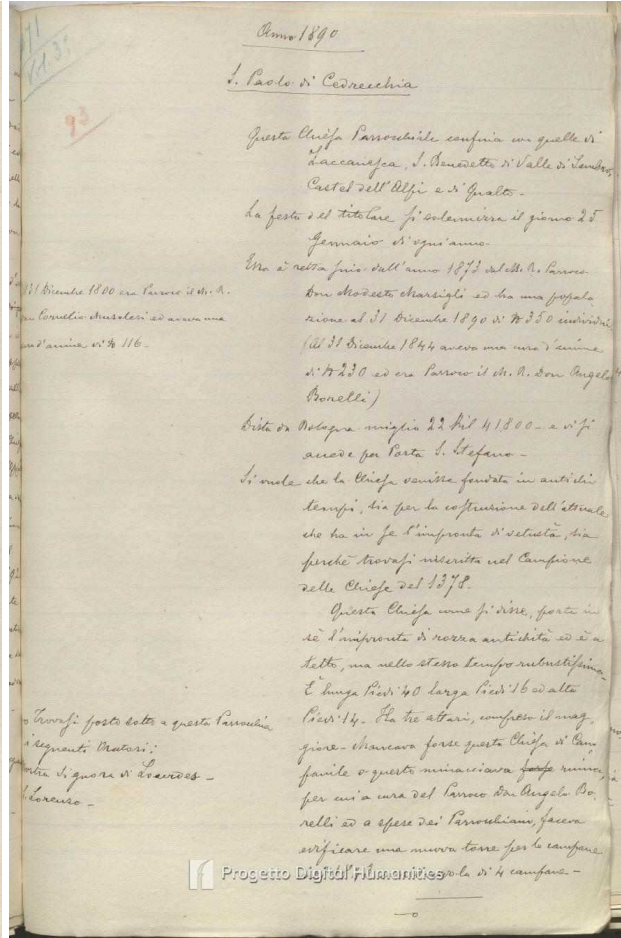 71
Vol. 35
93
Anno 1890
S. Paolo di Cedrecchia
Questa Chiesa Parrocchiale confina con quelle di
Zaccanesca, S. Benedetto di Valle di Sambro,
Castel dell'Alpi e di Qualto -
La festa del titolare si solennizza il giorno 25
Gennaio di ogni anno -
Essa è retta fino dall'anno 1873 dal M. R. Parroco
Don Modesto Marsigli ed ha una popola
zione al 31 Dicembre 1890 di N 350 individui
(Al 31 Dicembre 1844 aveva una cura d'anime
di N 230 ed era Parroco il M. R. Don Angelo
Borelli)
31 Dicembre 1800 era Parroco il M. R.
Cornelio Musolesi ed aveva una
d'anime di N 116 -
Dista da Bologna miglia 22 Kil 41,800 - e vi si
accede per Porta S. Stefano -
Si vuole che la Chiesa venisse fondata in antichi
tempi, sia per la costruzione dell'attuale
che ha in se l'impronta di vetustà, sia
perchè trovasi inscritta nel Campione
delle Chiese del 1378.
Questa Chiesa come si disse, porta in
sè l'impronta di rozza antichità ed è a
tetto, ma nello stesso tempo rubustissima.
È lunga Piedi 40 larga Piedi 16 ed alta
Piedi 14 - Ha tre altari, compreso il mag-
giore - Mancava forse questa Chiesa di Cam
panile o questo minacciava forse ruina,
per cui a cura del Parroco Don Angelo Bo-
relli ed a spese dei Parrocchiani, faceva
edificare una nuova torre per le campane
di 4 campane -
Trovasi posto sotto a questa Parrocchia
i seguenti Oratori:
Signora di Lourdes -
Lorenzo -
Progetto Digital Humanities